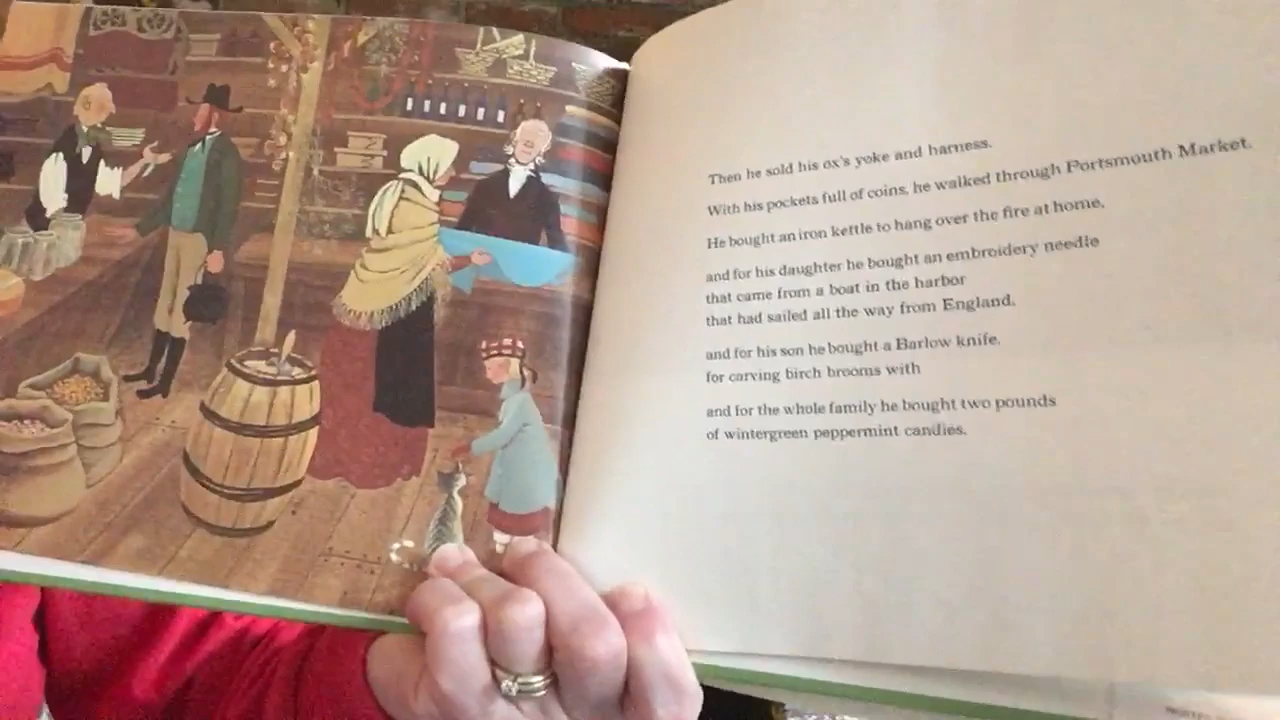 Then he sold his ox's yoke and harness.
With his pockets full of coins, he walked through Portsmouth Market.
He bought an iron kettle to hang over the fire at home,
and for his daughter he bought an embroidery needle
that came from a boat in the harbor
that had sailed all the way from England,
and for his son he bought a Barlow knife,
for carving birch brooms with
and for the whole family he bought two pounds
of wintergreen peppermint candies.